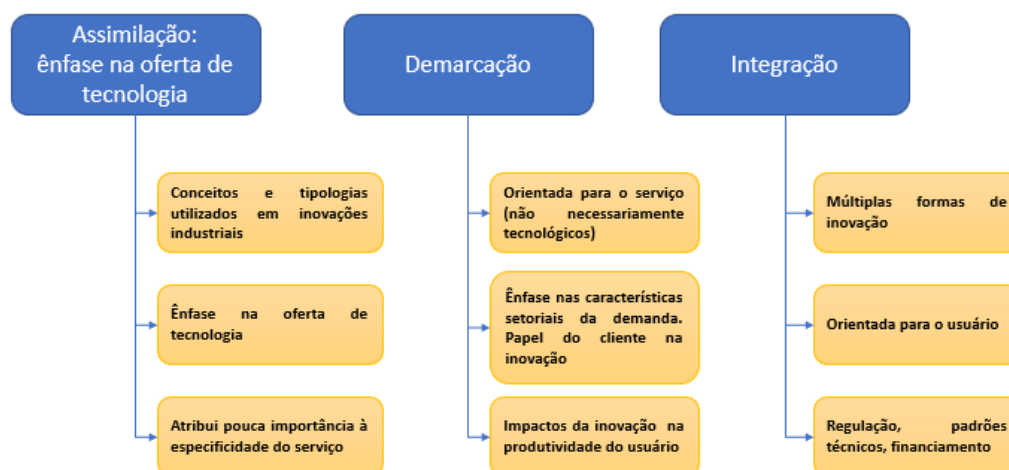 Assimilação:
ênfase na oferta de
tecnologia
Conceitos e tipologias
utilizados em inovações
industriais
Ênfase na oferta de
tecnologia
Atribui pouca importância à
especificidade do serviço
Demarcação
Orientada para o serviço
(não necessariamente
tecnológicos)
Ênfase nas características
setoriais da demanda.
Papel do cliente na
inovação
Impactos da inovação na
produtividade do usuário
Integração
Múltiplas formas de
inovação
Orientada para o usuário
Regulação, padrões
técnicos, financiamento